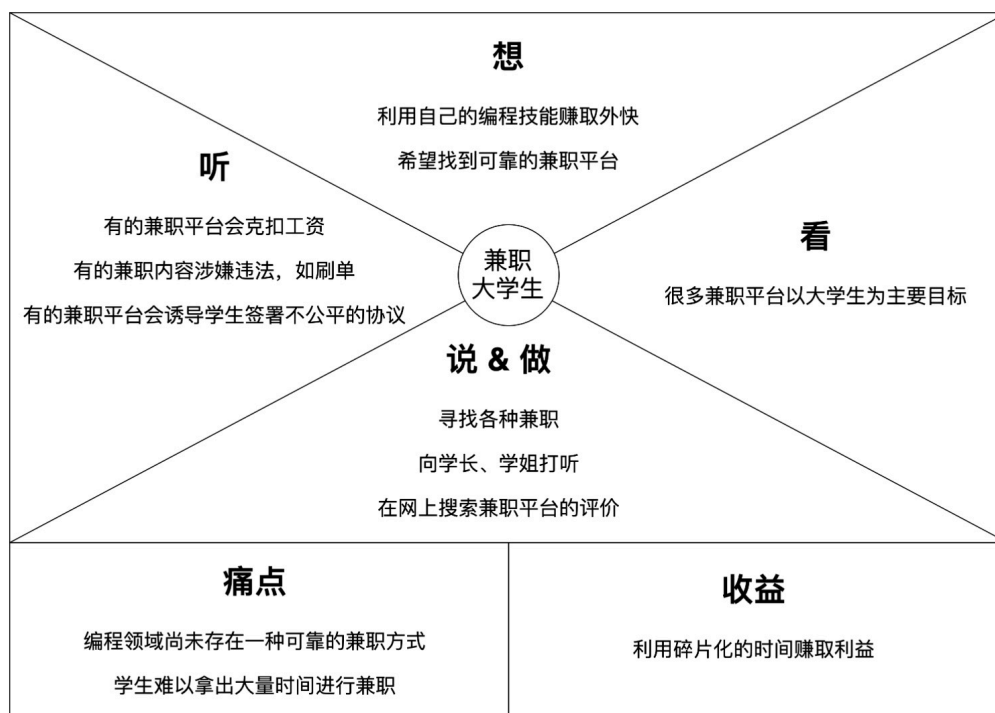 想
利用自己的编程技能赚取外快
希望找到可靠的兼职平台
听
有的兼职平台会克扣工资
有的兼职内容涉嫌违法，如刷单
有的兼职平台会诱导学生签署不公平的协议
兼职
大学生
看
很多兼职平台以大学生为主要目标
说 & 做
寻找各种兼职
向学长、学姐打听
在网上搜索兼职平台的评价
痛点
编程领域尚未存在一种可靠的兼职方式
学生难以拿出大量时间进行兼职
收益
利用碎片化的时间赚取利益